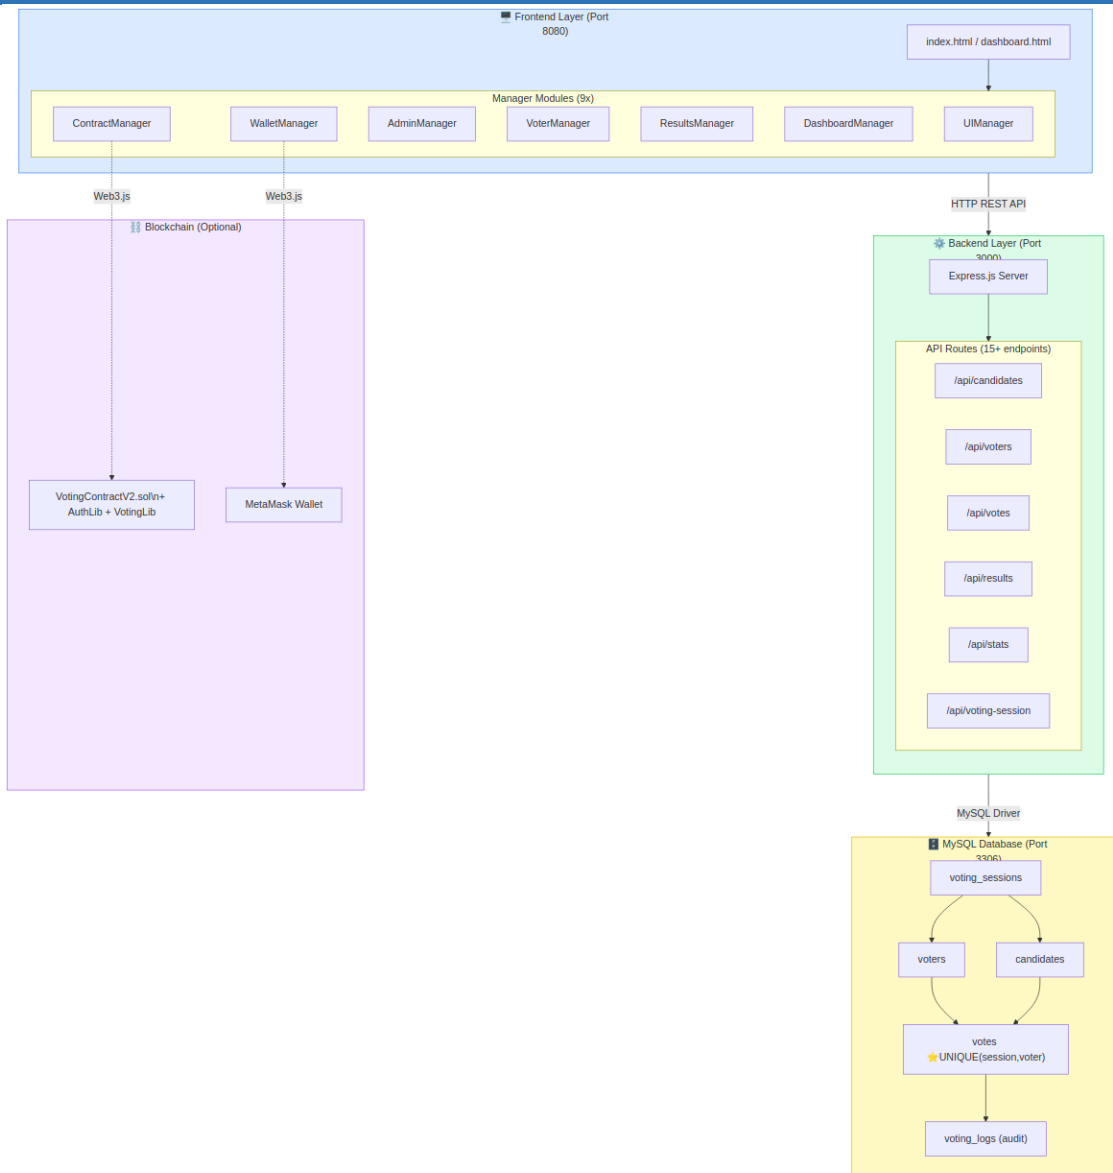 🖥️ Frontend Layer (Port
8080)
index.html / dashboard.html
Manager Modules (9x)
ContractManager
WalletManager
AdminManager
VoterManager
ResultsManager
DashboardManager
UIManager
Web3.js
Web3.js
HTTP REST API
⛓️ Blockchain (Optional)
VotingContractV2.sol\n+
AuthLib + VotingLib
MetaMask Wallet
⚙️ Backend Layer (Port
3000)
Express.js Server
API Routes (15+ endpoints)
/api/candidates
/api/voters
/api/votes
/api/results
/api/stats
/api/voting-session
MySQL Driver
🗄️ MySQL Database (Port
3306)
voting_sessions
voters
candidates
votes
⭐UNIQUE(session,voter)
voting_logs (audit)